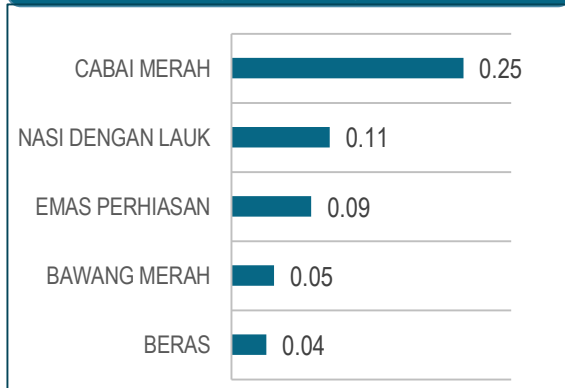 CABAI MERAH 0.25
NASI DENGAN LAUK 0.11
EMAS PERHIASAN 0.09
BAWANG MERAH 0.05
BERAS 0.04